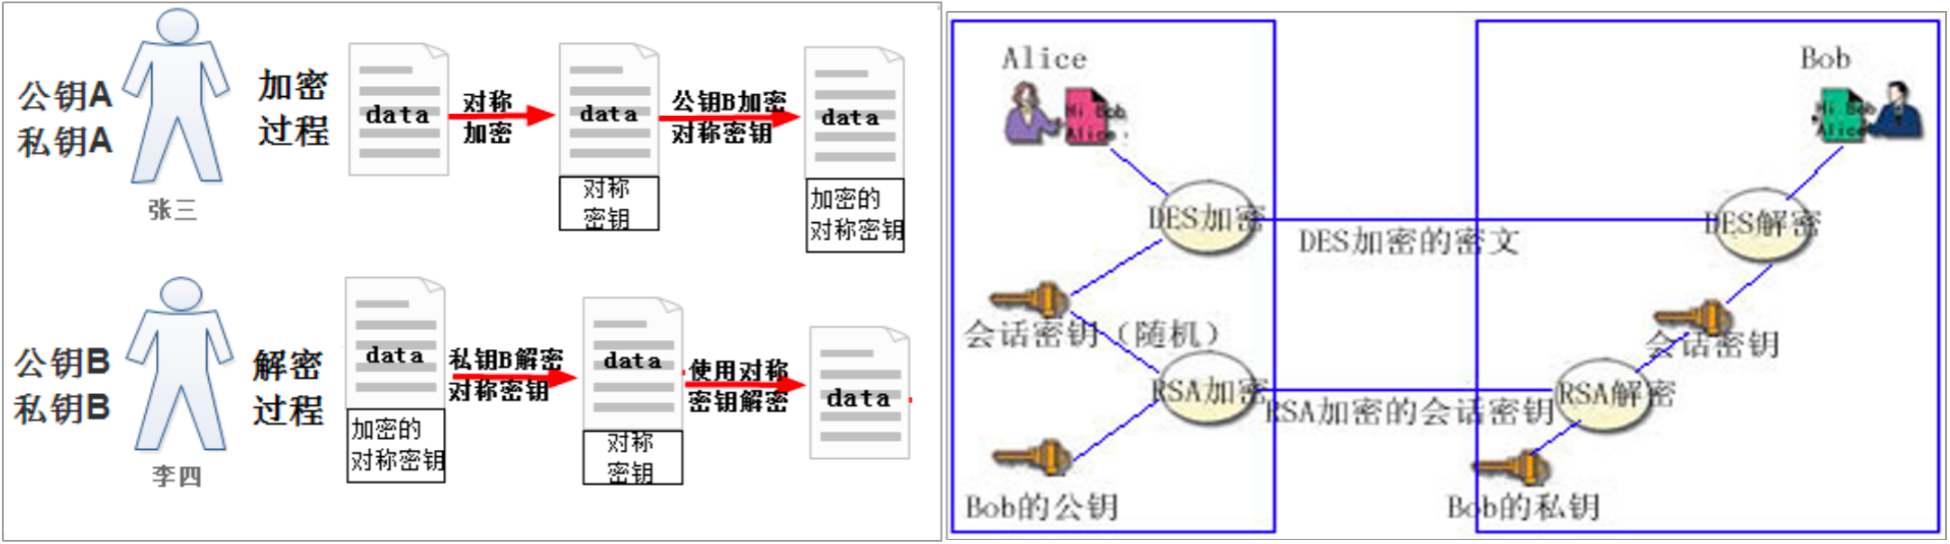 公钥A
私钥A
张三
加密
过程
data
对称
加密
data
对称
密钥
公钥B加密
对称密钥
data
加密的
对称密钥
公钥B
私钥B
李四
解密
过程
data
加密的
对称密钥
私钥B解密
对称密钥
data
对称
密钥
使用对称
密钥解密
data
Alice
Hi Bob
Alice
DES加密
会话密钥（随机）
RSA加密
Bob的公钥
DES加密的密文
RSA加密的会话密钥
Bob
Hi Bob
Alice
DES解密
会话密钥
RSA解密
Bob的私钥